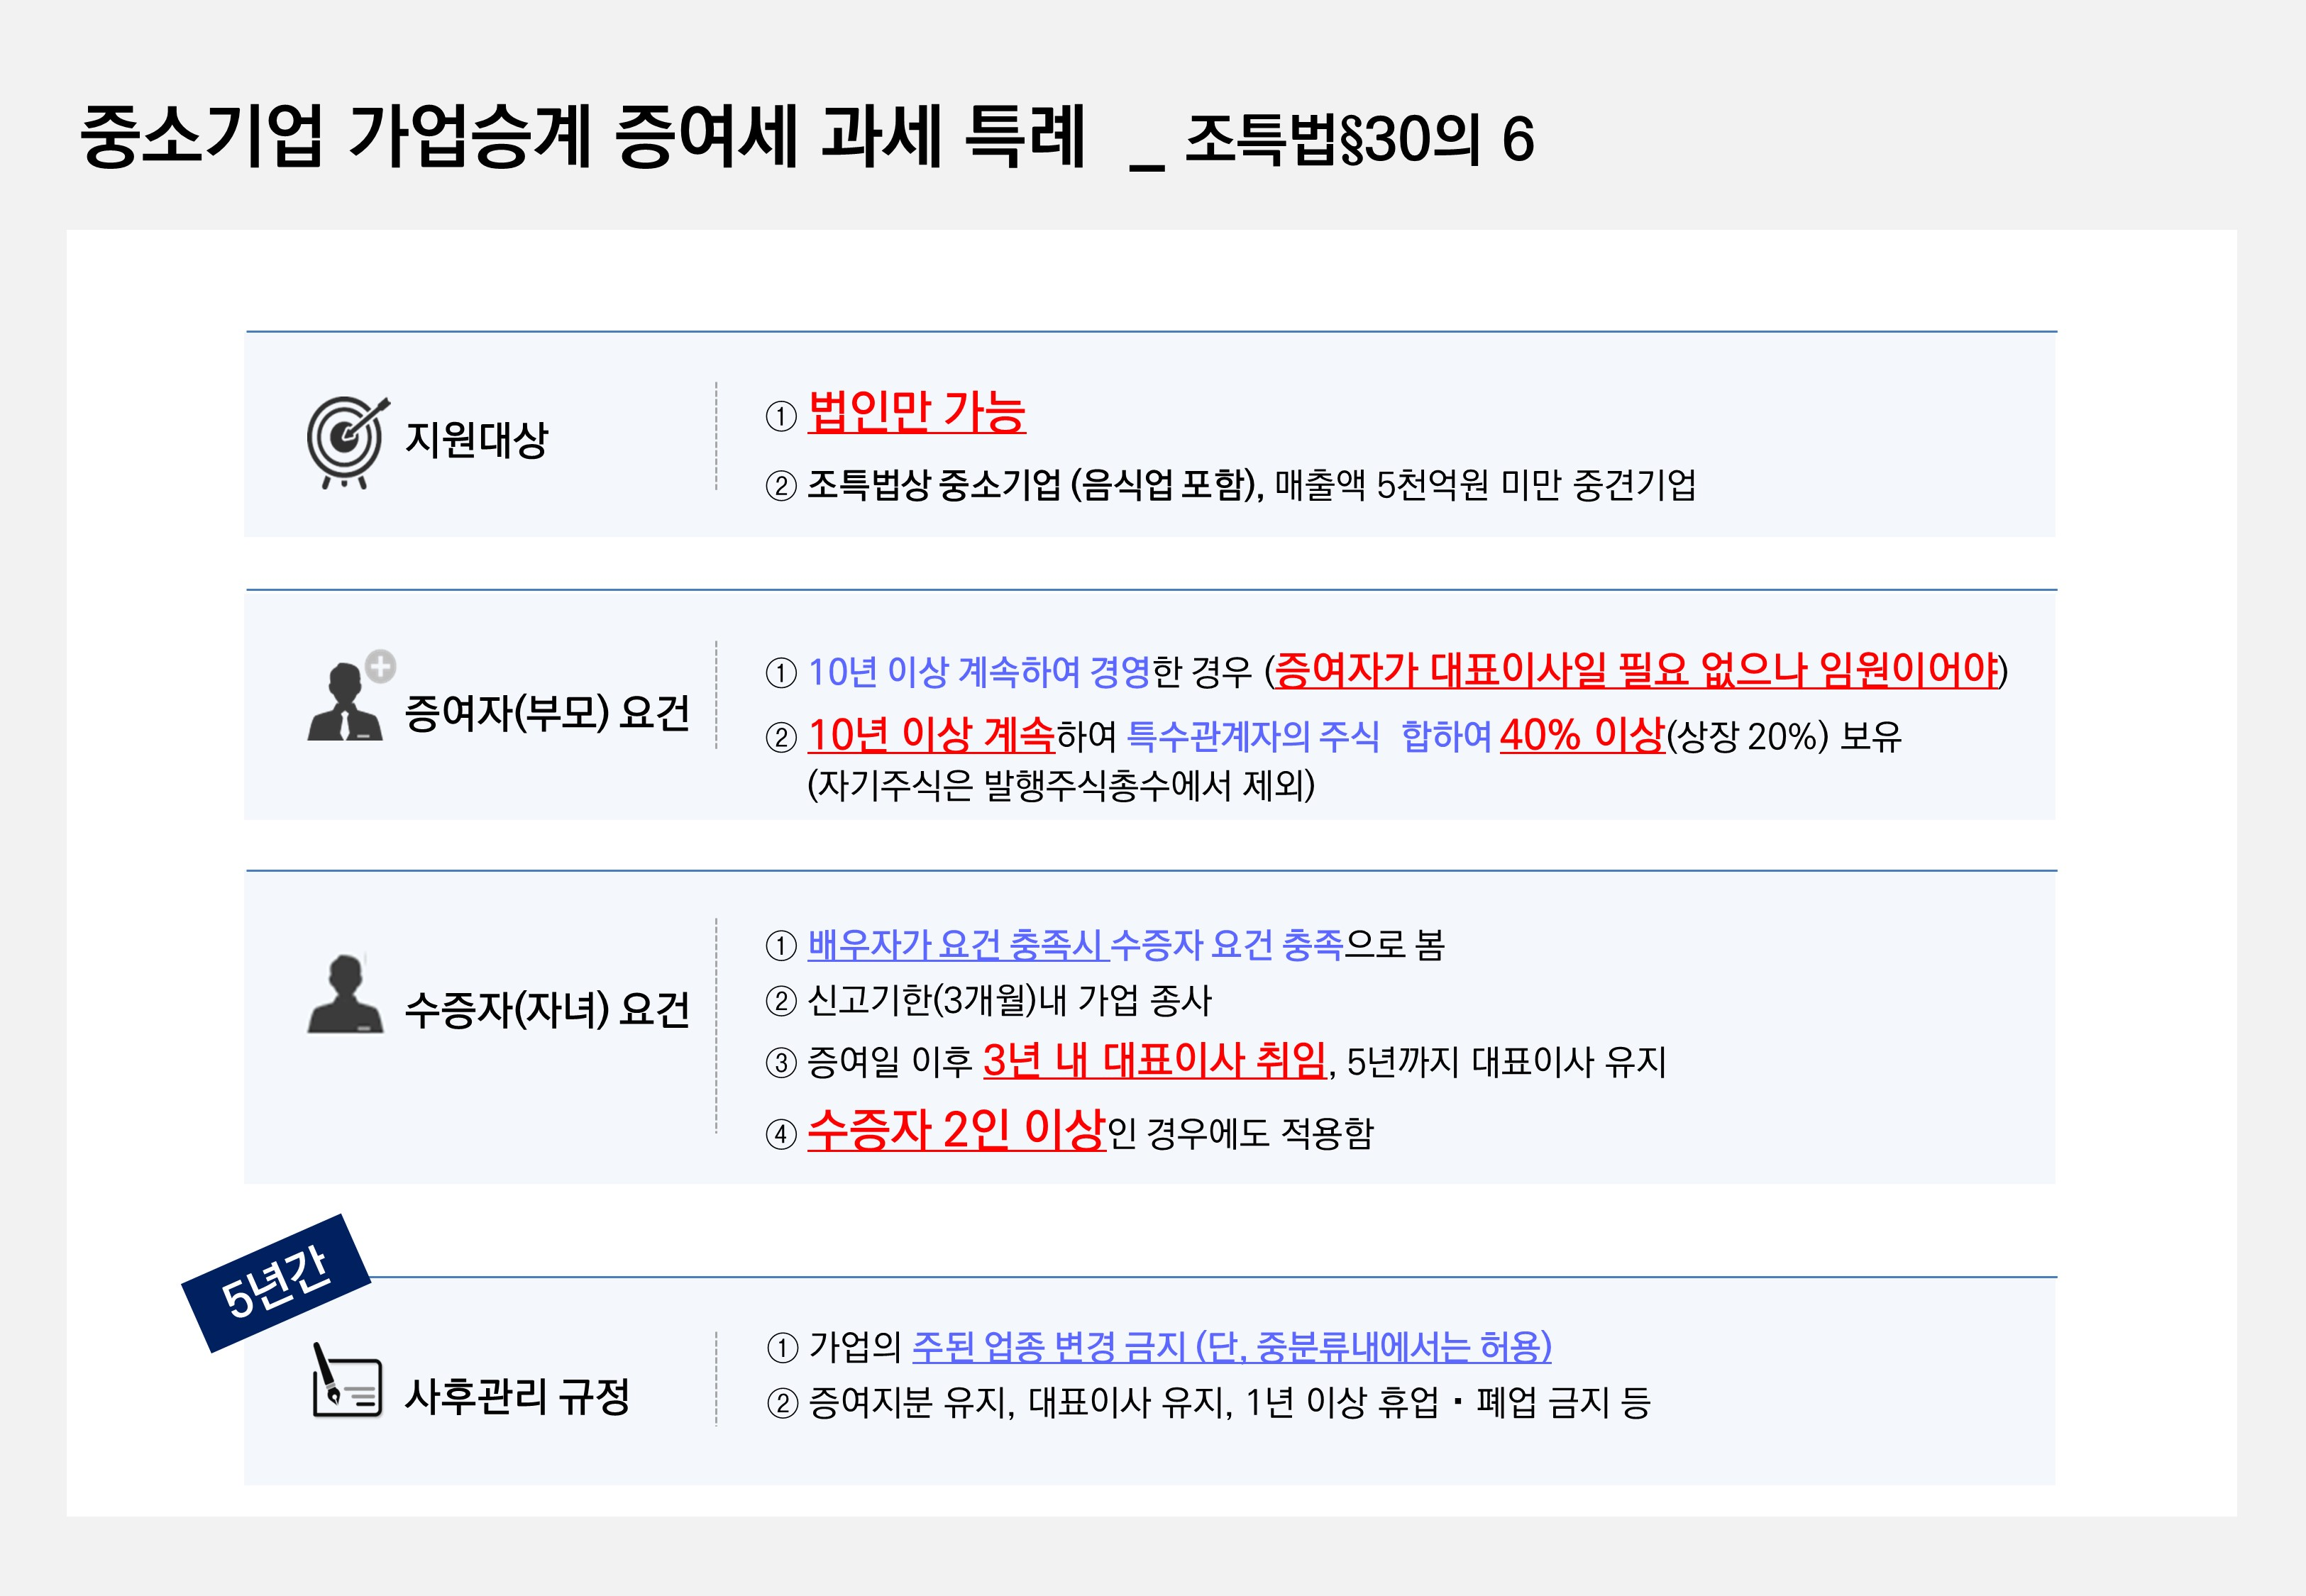 중소기업 가업승계 증여세 과세 특례 _ 조특법§30의 6
지원대상
① 법인만 가능
② 조특법상 중소기업 (음식업 포함), 매출액 5천억원 미만 중견기업
증여자(부모) 요건
① 10년 이상 계속하여 경영한 경우 (증여자가 대표이사일 필요 없으나 임원이어야)
② 10년 이상 계속하여 특수관계자의 주식 합하여 40% 이상(상장 20%) 보유
(자기주식은 발행주식총수에서 제외)
수증자(자녀) 요건
① 배우자가 요건 충족시 수증자 요건 충족으로 봄
② 신고기한(3개월)내 가업 종사
③ 증여일 이후 3년 내 대표이사 취임, 5년까지 대표이사 유지
④ 수증자 2인 이상인 경우에도 적용함
5년간
사후관리 규정
① 가업의 주된 업종 변경 금지 (단, 중분류내에서는 허용)
② 증여지분 유지, 대표이사 유지, 1년 이상 휴업 · 폐업 금지 등